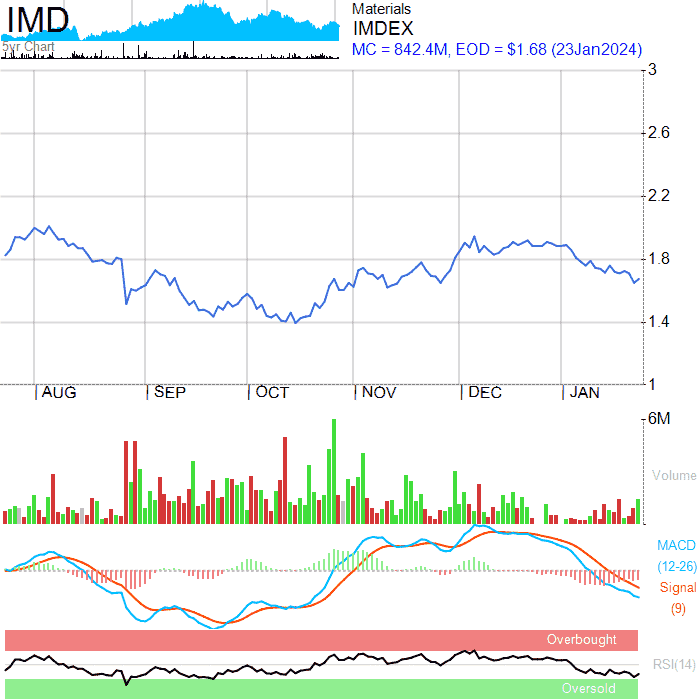 IMD
5yr Chart
Materials
IMDEX
MC = 842.4M, EOD = $1.68 (23Jan2024)
3
2.6
2.2
1.8
1.4
1
AUG SEP OCT NOV DEC JAN
6M
Volume
MACD
(12-26)
Signal
(9)
Overbought
RSI(14)
Oversold